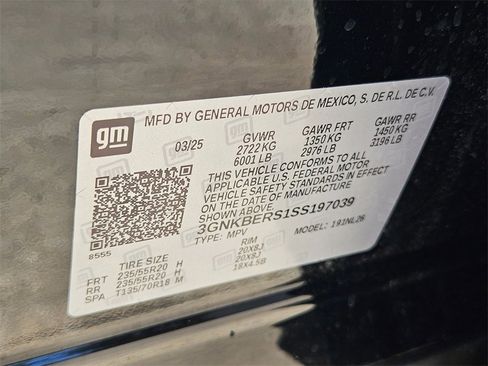 gm
MFD BY GENERAL MOTORS DE MEXICO, S. DE R.L. DE C.V.
03/25 GVWR GAWR FRT GAWR RR
2722 KG 1350 KG 1450 KG
6001 LB 2976 LB 3196 LB
THIS VEHICLE CONFORMS TO ALL
APPLICABLE U.S. FEDERAL MOTOR
VEHICLE SAFETY STANDARDS IN EFFECT
ON THE DATE OF MANUFACTURE
SHOWN ABOVE.
3GNKBERS1SS197039
TYPE: MPV MODEL: 191NL26
8555
TIRE SIZE RIM
FRT 235/55R20 H 20X8J
RR 235/55R20 H 20X8J
SPA T135/70R18 M 18X4.5B